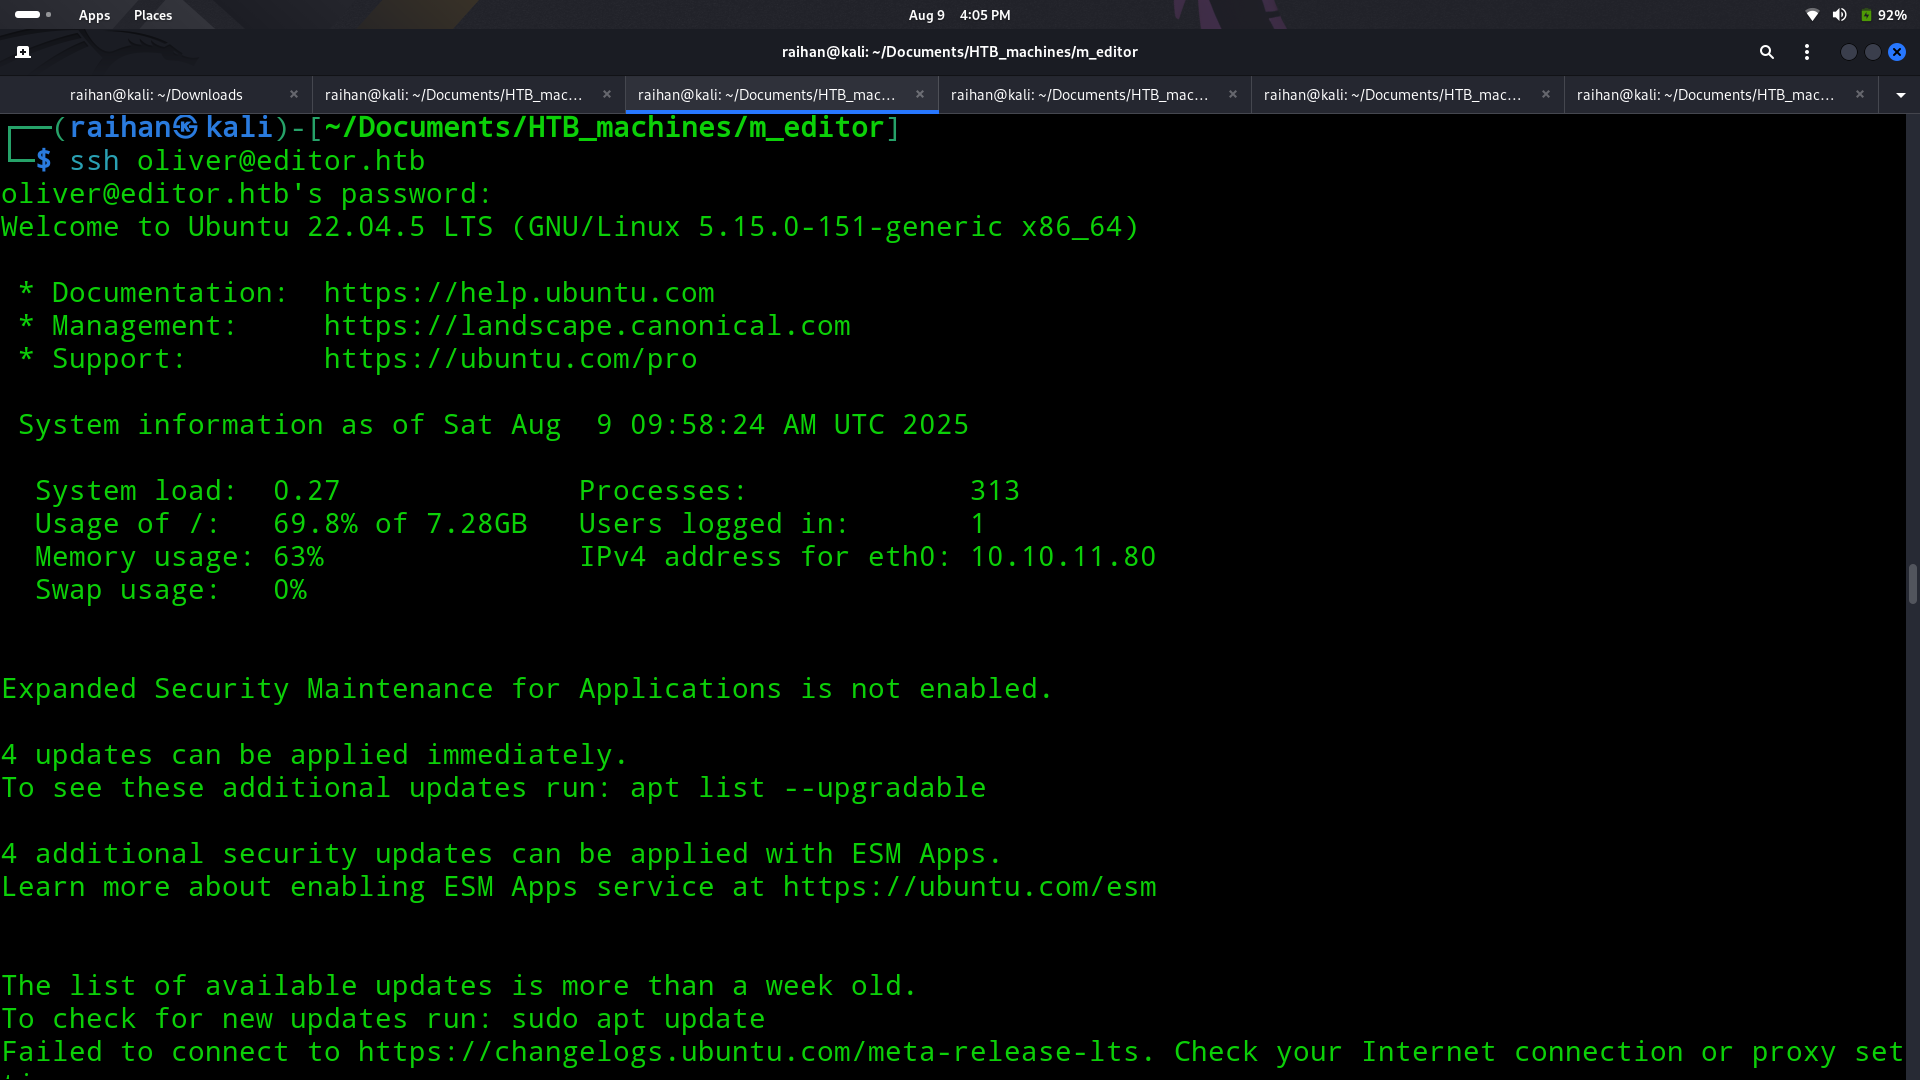 Apps Places Aug 9 4:05 PM 92%
raihan@kali: ~/Documents/HTB_machines/m_editor
raihan@kali: ~/Downloads raihan@kali: ~/Documents/HTB_mac... raihan@kali: ~/Documents/HTB_mac... raihan@kali: ~/Documents/HTB_mac... raihan@kali: ~/Documents/HTB_mac... raihan@kali: ~/Documents/HTB_mac...
┌──(raihan㉿kali)-[~/Documents/HTB_machines/m_editor]
└─$ ssh oliver@editor.htb
oliver@editor.htb's password:
Welcome to Ubuntu 22.04.5 LTS (GNU/Linux 5.15.0-151-generic x86_64)
* Documentation: https://help.ubuntu.com
* Management: https://landscape.canonical.com
* Support: https://ubuntu.com/pro
System information as of Sat Aug 9 09:58:24 AM UTC 2025
System load: 0.27 Processes: 313
Usage of /: 69.8% of 7.28GB Users logged in: 1
Memory usage: 63% IPv4 address for eth0: 10.10.11.80
Swap usage: 0%
Expanded Security Maintenance for Applications is not enabled.
4 updates can be applied immediately.
To see these additional updates run: apt list --upgradable
4 additional security updates can be applied with ESM Apps.
Learn more about enabling ESM Apps service at https://ubuntu.com/esm
The list of available updates is more than a week old.
To check for new updates run: sudo apt update
Failed to connect to https://changelogs.ubuntu.com/meta-release-lts. Check your Internet connection or proxy set